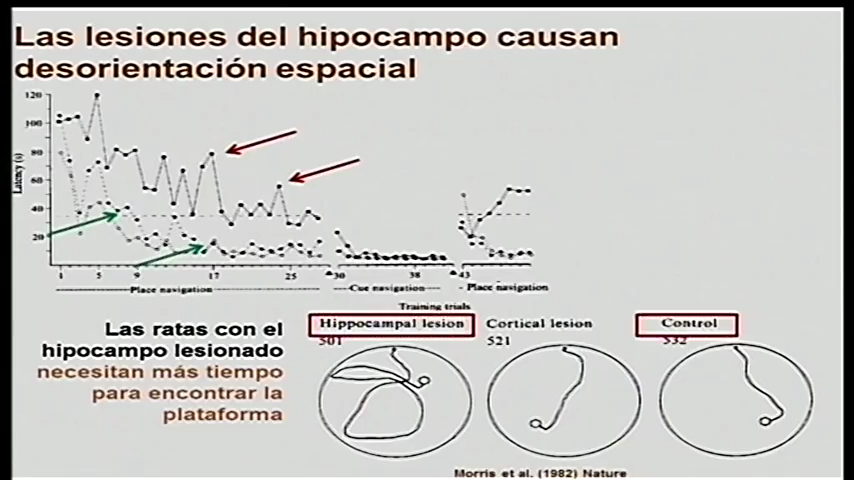 Las lesiones del hipocampo causan
desorientación espacial
120
100
80
60
40
20
Latency (s)
1 5 9 17 25 30 38 43
Place navigation Cue navigation Place navigation
Training trials
Las ratas con el
hipocampo lesionado
necesitan más tiempo
para encontrar la
plataforma
Hippocampal lesion Cortical lesion Control
501 521 532
Morris et al. (1982) Nature